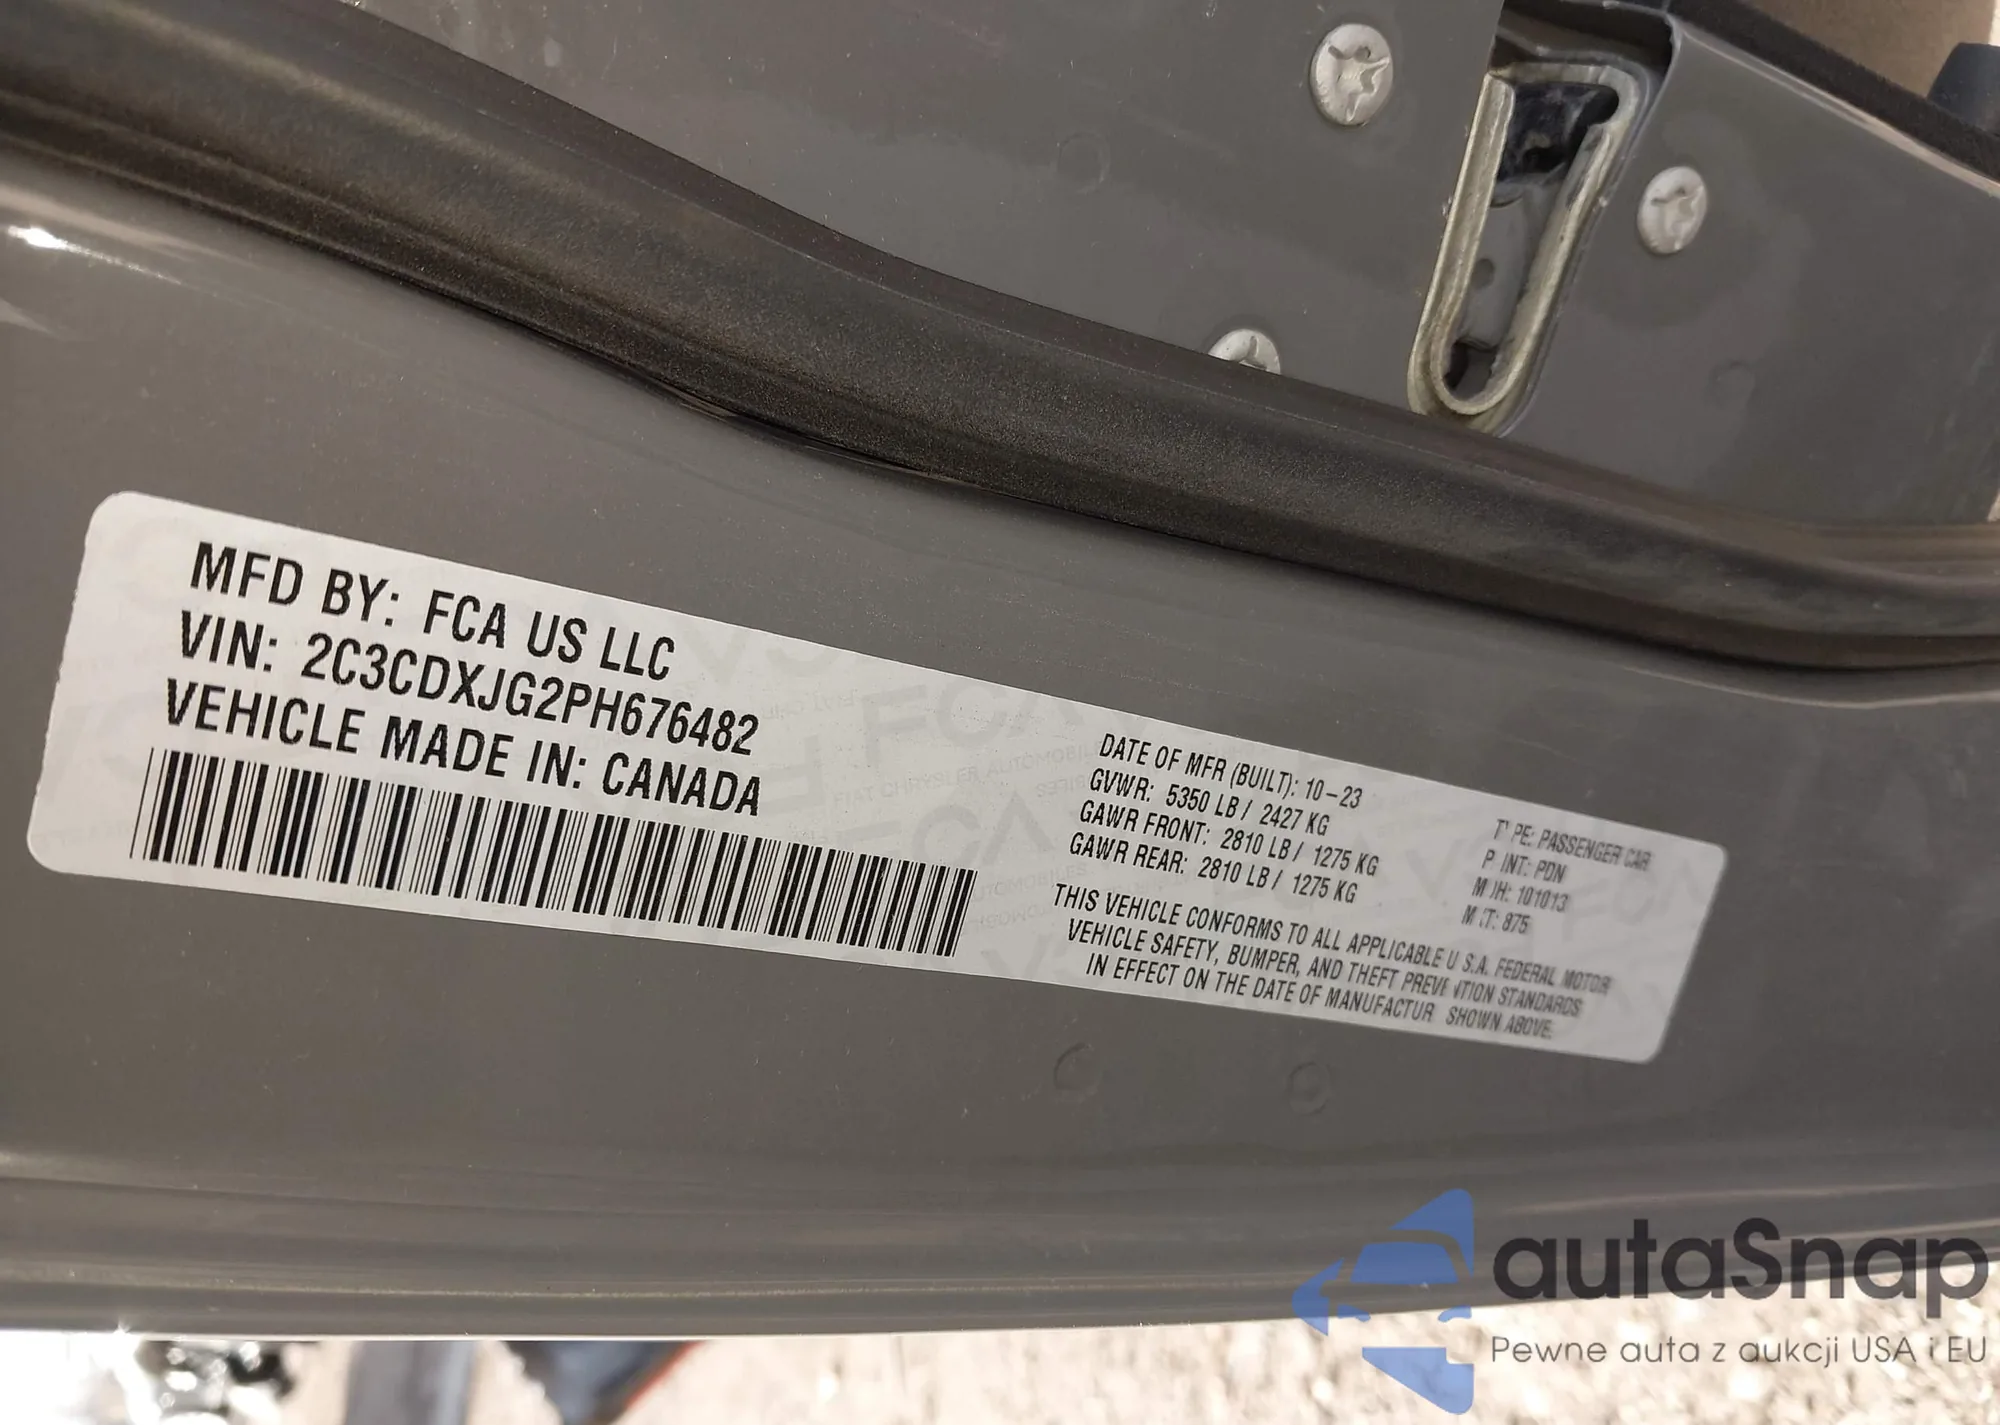 MFD BY: FCA US LLC
VIN: 2C3CDXJG2PH676482
VEHICLE MADE IN: CANADA
DATE OF MFR (BUILT): 10-23
GVWR: 5350 LB / 2427 KG
GAWR FRONT: 2810 LB / 1275 KG
GAWR REAR: 2810 LB / 1275 KG
TYPE: PASSENGER CAR
P INT: PDN
M H: 101013
M T: 875
THIS VEHICLE CONFORMS TO ALL APPLICABLE U.S.A. FEDERAL MOTOR
VEHICLE SAFETY, BUMPER, AND THEFT PREVENTION STANDARDS
IN EFFECT ON THE DATE OF MANUFACTUR SHOWN ABOVE.
autaSnap
Pewne auta z aukcji USA i EU